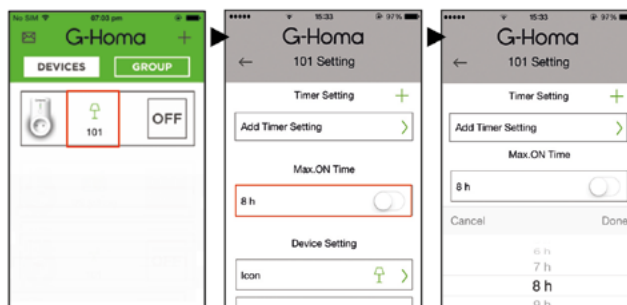 No SIM 07:03 pm
G-Homa +
DEVICES GROUP
101 OFF
15:33 97%
G-Homa
← 101 Setting
Timer Setting +
Add Timer Setting >
Max.ON Time
8 h
Device Setting
Icon >
15:33 97%
G-Homa
← 101 Setting
Timer Setting +
Add Timer Setting >
Max.ON Time
8 h
Cancel Done
6 h
7 h
8 h
9 h